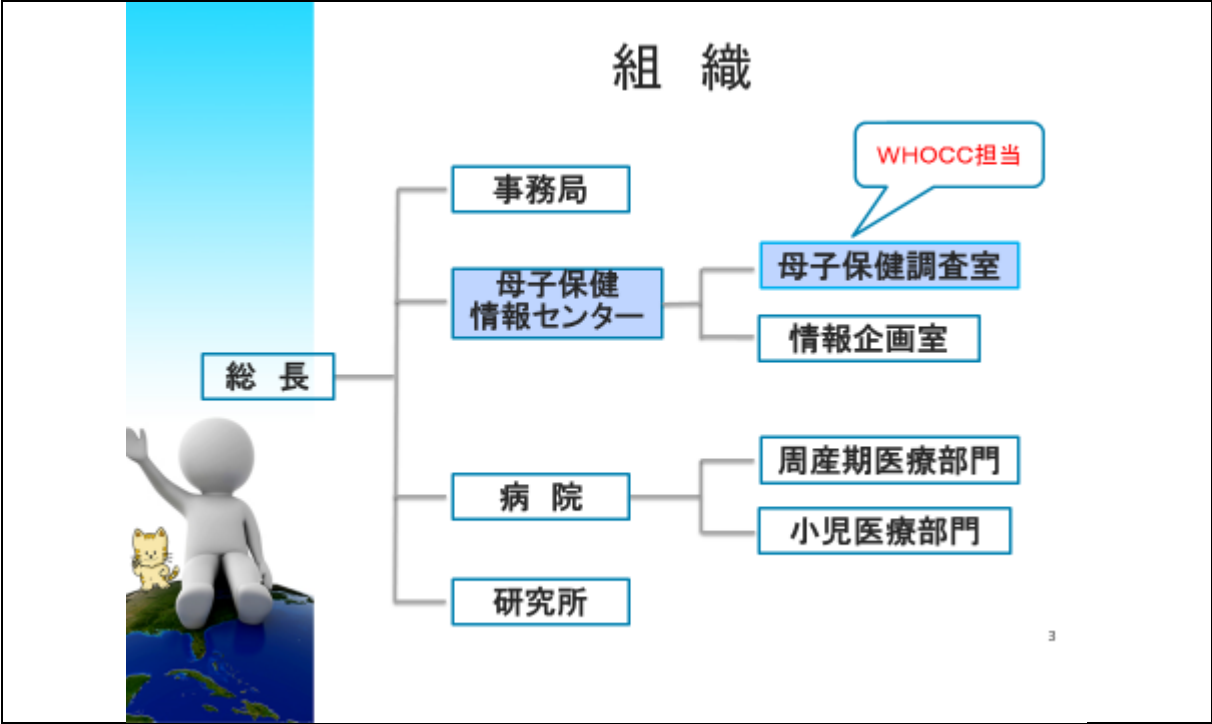 組　織
WHOCC担当
事務局
母子保健
情報センター
母子保健調査室
情報企画室
総　長
周産期医療部門
病　院
小児医療部門
研究所
3